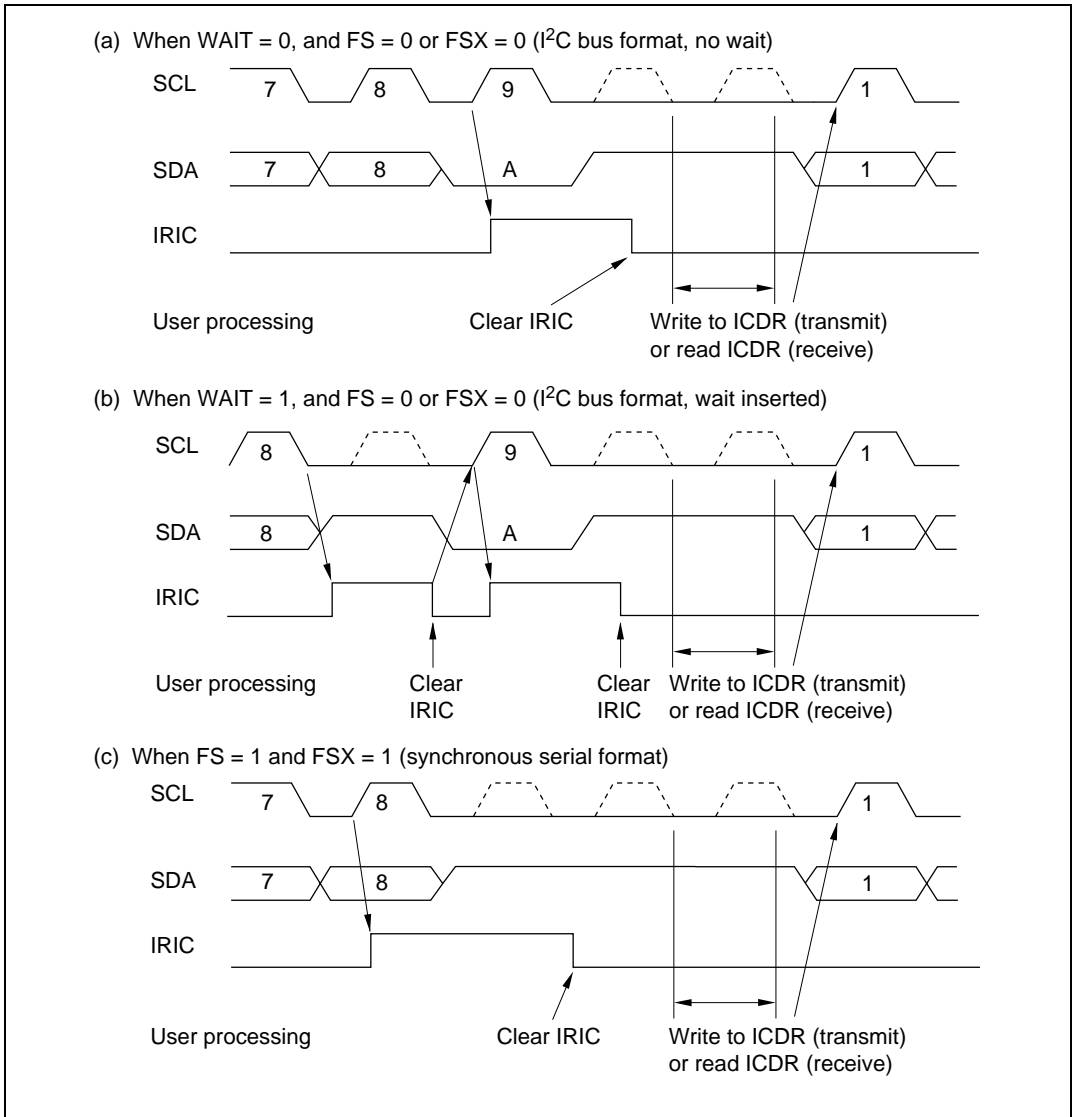 (a) When WAIT = 0, and FS = 0 or FSX = 0 (I²C bus format, no wait)
SCL
7 8 9 1
SDA
7 8 A 1
IRIC
User processing Clear IRIC Write to ICDR (transmit)
or read ICDR (receive)
(b) When WAIT = 1, and FS = 0 or FSX = 0 (I²C bus format, wait inserted)
SCL
8 9 1
SDA
8 A 1
IRIC
User processing Clear Clear Write to ICDR (transmit)
IRIC IRIC or read ICDR (receive)
(c) When FS = 1 and FSX = 1 (synchronous serial format)
SCL
7 8 1
SDA
7 8 1
IRIC
User processing Clear IRIC Write to ICDR (transmit)
or read ICDR (receive)